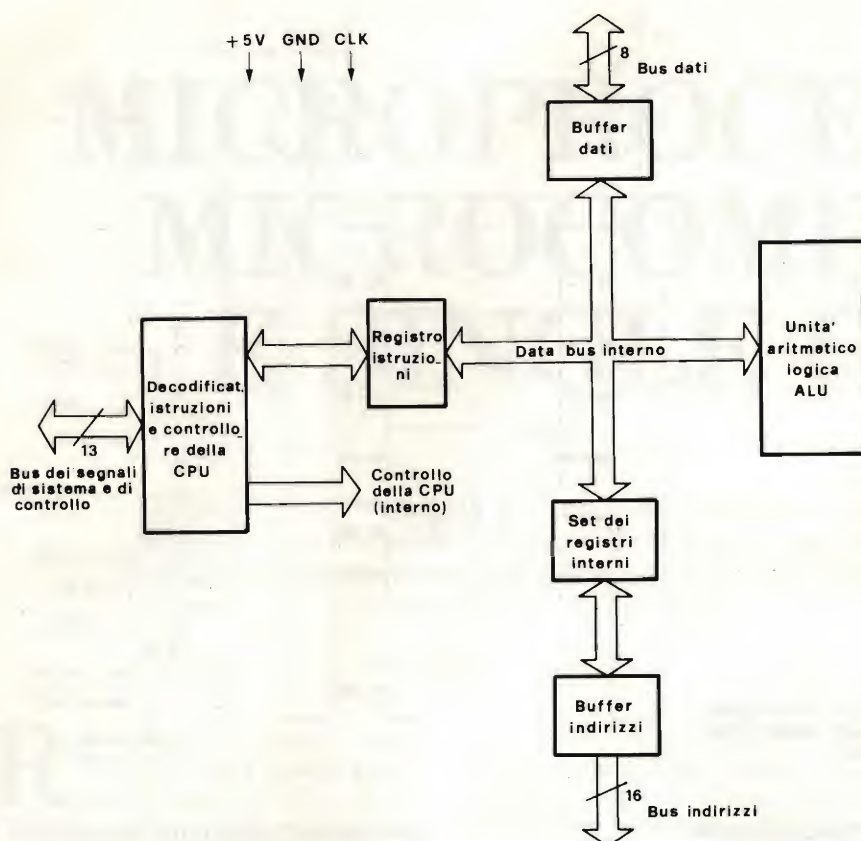 +5V GND CLK
8
Bus dati
Buffer
dati
Unita'
aritmetico
logica
ALU
Registro
istruzio_
ni
Data bus interno
Decodificat.
istruzioni
e controllo_
re della
CPU
13
Bus dei segnali
di sistema e di
controllo
Controllo
della CPU
(interno)
Set dei
registri
interni
Buffer
indirizzi
16
Bus indirizzi